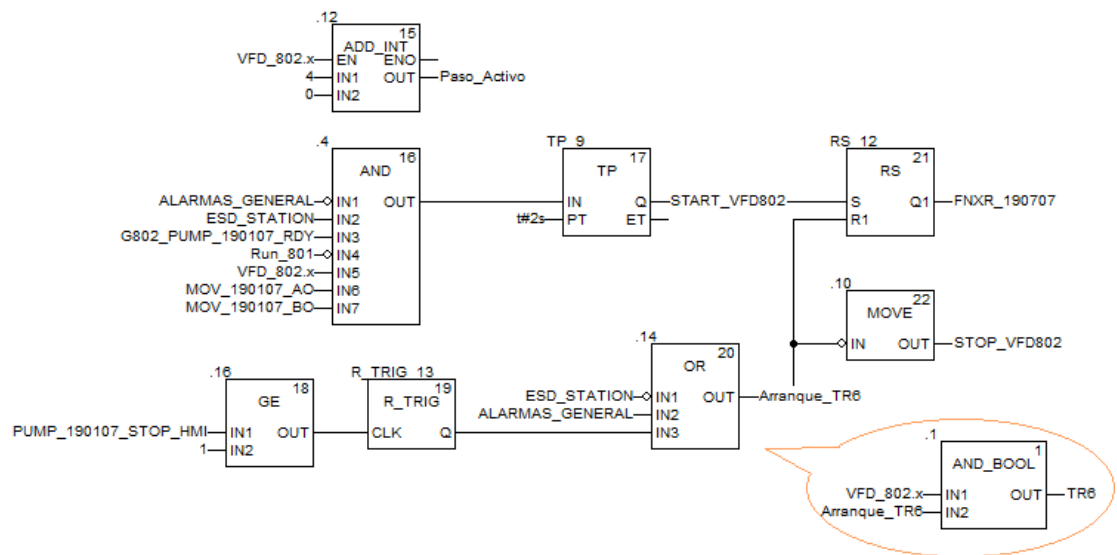 .12
15
ADD_INT
VFD_802.x EN ENO
4 IN1 OUT Paso_Activo
0 IN2
.4
16
AND
ALARMAS_GENERAL IN1 OUT
ESD_STATION IN2
G802_PUMP_190107_RDY IN3
Run_801 IN4
VFD_802.x IN5
MOV_190107_AO IN6
MOV_190107_BO IN7
TP_9
17
TP
IN Q START_VFD802
t#2s PT ET
RS_12
21
RS
S Q1 FNXR_190707
R1
.10
22
MOVE
IN OUT STOP_VFD802
.16
18
GE
PUMP_190107_STOP_HMI IN1 OUT
1 IN2
R_TRIG_13
19
R_TRIG
CLK Q
.14
20
OR
ESD_STATION IN1 OUT Arranque_TR6
ALARMAS_GENERAL IN2
IN3
.1
1
AND_BOOL
VFD_802.x IN1 OUT TR6
Arranque_TR6 IN2